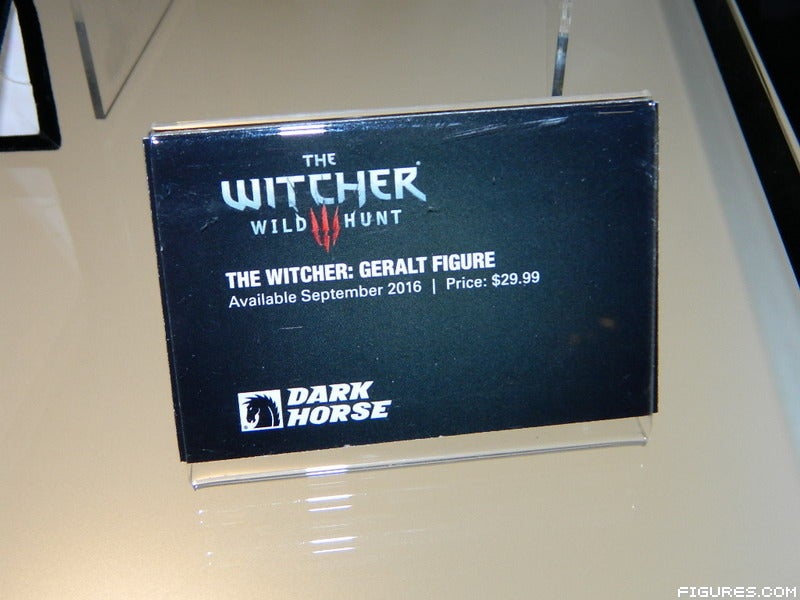 THE
WITCHER
WILD HUNT
THE WITCHER: GERALT FIGURE
Available September 2016 | Price: $29.99
DARK
HORSE
FIGURES.COM